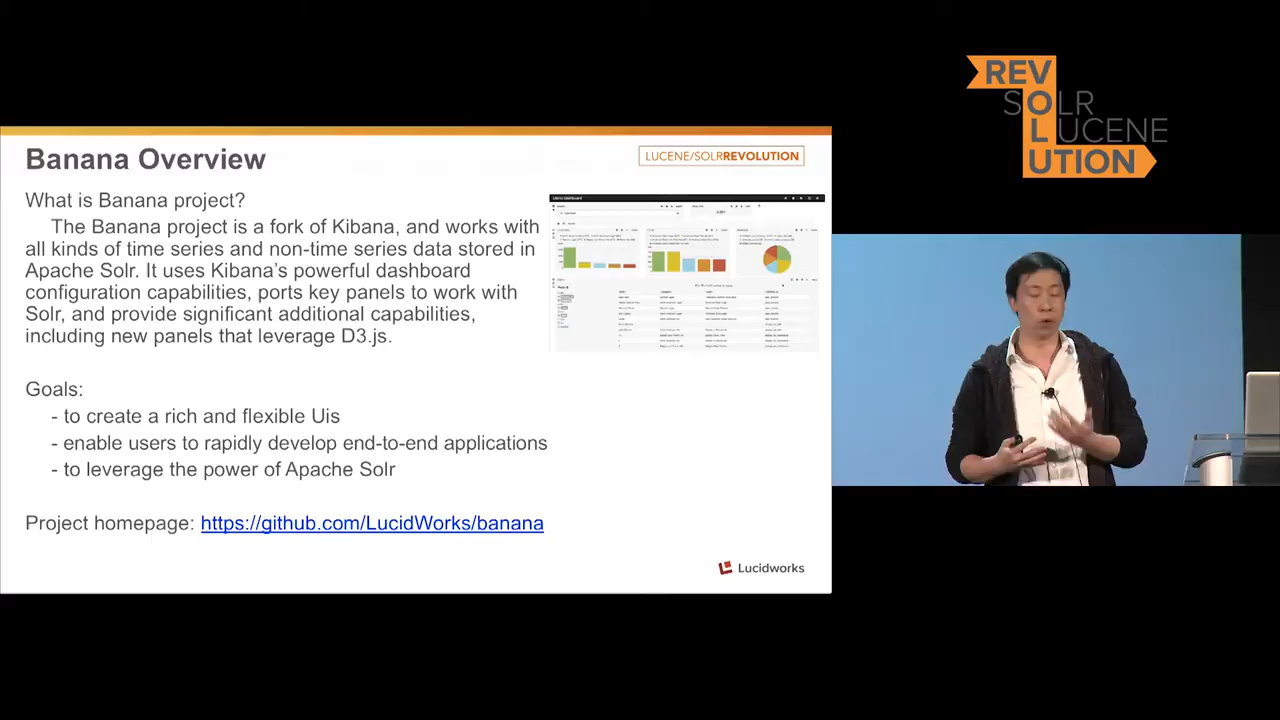 REV
SOLR
LUCENE
UTION
Banana Overview
LUCENE/SOLRREVOLUTION
What is Banana project?
The Banana project is a fork of Kibana, and works with
all kinds of time series and non-time series data stored in
Apache Solr. It uses Kibana's powerful dashboard
configuration capabilities, ports key panels to work with
Solr, and provide significant additional capabilities,
including new panels that leverage D3.js.
Goals:
- to create a rich and flexible Uis
- enable users to rapidly develop end-to-end applications
- to leverage the power of Apache Solr
Project homepage: https://github.com/LucidWorks/banana
Lucidworks